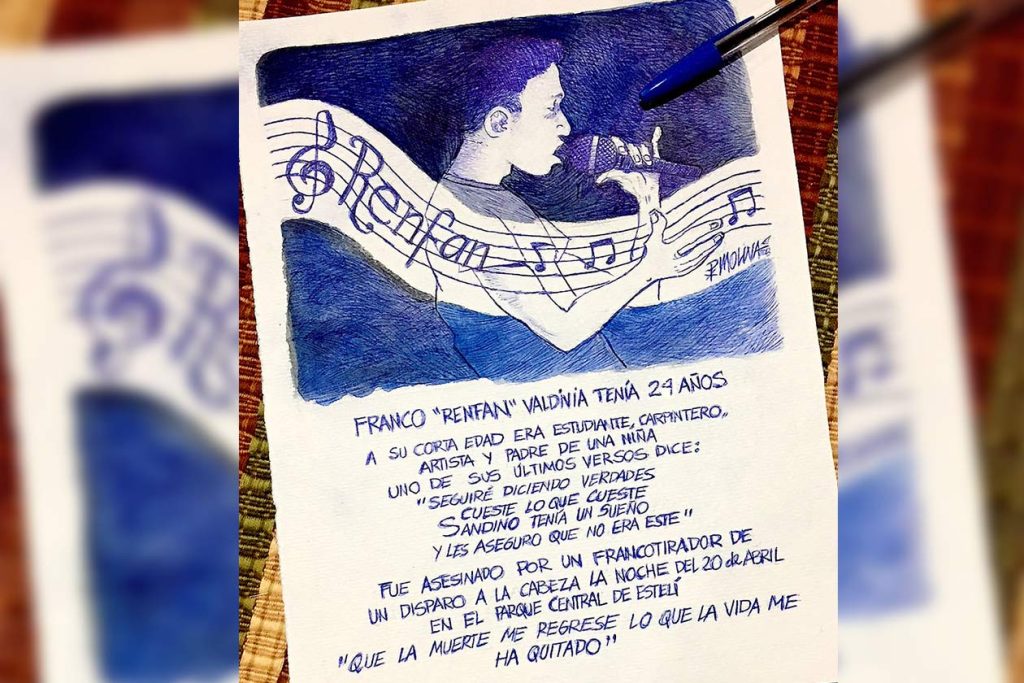 Renfan
P.MOLINA
FRANCO "RENFAN" VALDIVIA TENÍA 24 AÑOS
A SU CORTA EDAD ERA ESTUDIANTE, CARPINTERO,
ARTISTA Y PADRE DE UNA NIÑA
UNO DE SUS ÚLTIMOS VERSOS DICE:
"SEGUIRÉ DICIENDO VERDADES
CUESTE LO QUE CUESTE
SANDINO TENÍA UN SUEÑO
Y LES ASEGURO QUE NO ERA ESTE"
FUE ASESINADO POR UN FRANCOTIRADOR DE
UN DISPARO A LA CABEZA LA NOCHE DEL 20 de ABRIL
EN EL PARQUE CENTRAL DE ESTELÍ
"QUE LA MUERTE ME REGRESE LO QUE LA VIDA ME
HA QUITADO"